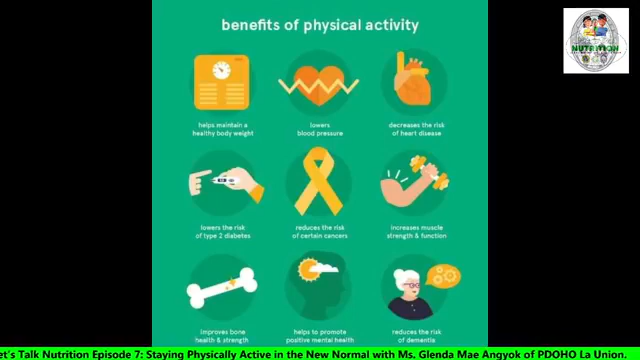 benefits of physical activity
NUTRITION
helps maintain a
healthy body weight
lowers
blood pressure
decreases the risk
of heart disease
lowers the risk
of type 2 diabetes
reduces the risk
of certain cancers
increases muscle
strength & function
improves bone
health & strength
helps to promote
positive mental health
reduces the risk
of dementia
et's Talk Nutrition Episode 7: Staying Physically Active in the New Normal with Ms. Glenda Mae Angyok of PDOHO La Union.